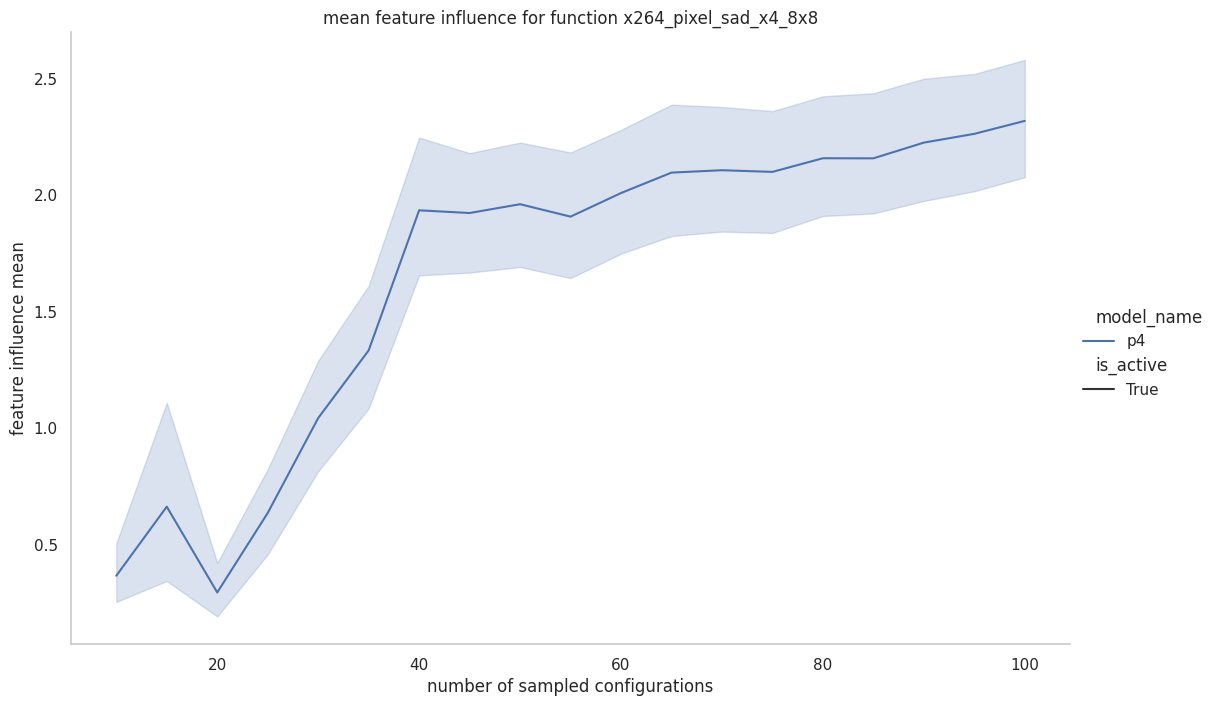 mean feature influence for function x264_pixel_sad_x4_8x8
2.5
2.0
1.5
1.0
0.5
feature influence mean
20 40 60 80 100
number of sampled configurations
model_name
p4
is_active
True